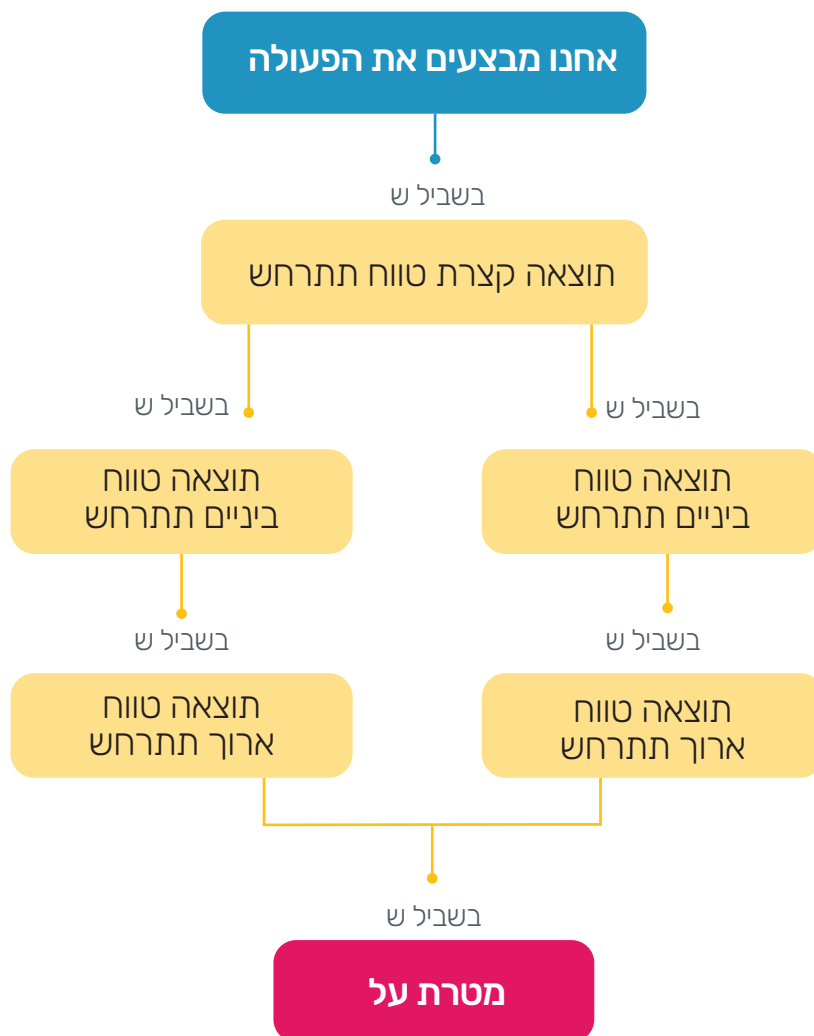 אחנו מבצעים את הפעולה
בשביל ש
תוצאה קצרת טווח תתרחש
בשביל ש
בשביל ש
תוצאה טווח
ביניים תתרחש
תוצאה טווח
ביניים תתרחש
בשביל ש
בשביל ש
תוצאה טווח
ארוך תתרחש
תוצאה טווח
ארוך תתרחש
בשביל ש
מטרת על